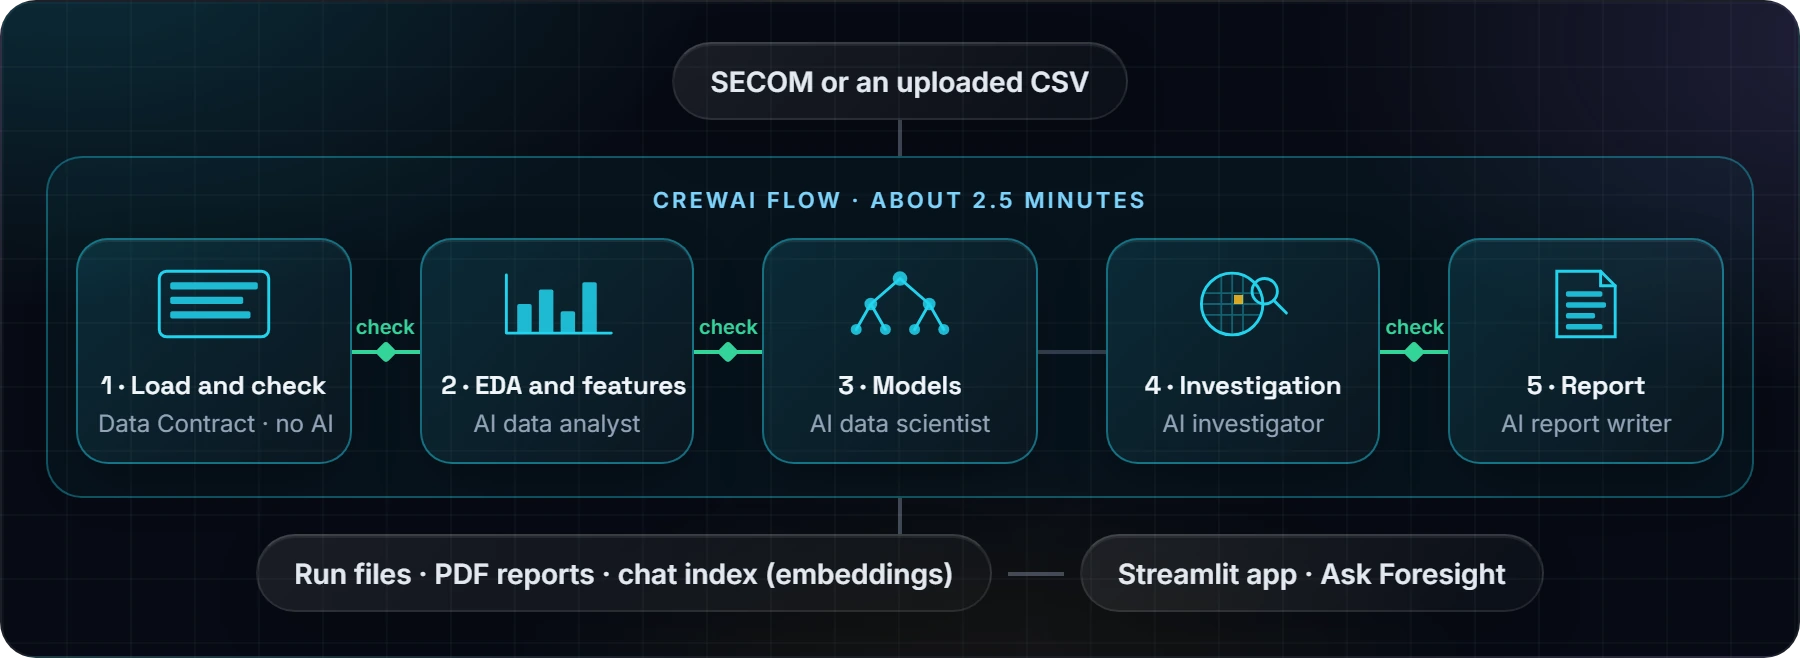 SECOM or an uploaded CSV
CREWAI FLOW · ABOUT 2.5 MINUTES
check
check
check
1 · Load and check
Data Contract · no AI
2 · EDA and features
AI data analyst
3 · Models
AI data scientist
4 · Investigation
AI investigator
5 · Report
AI report writer
Run files · PDF reports · chat index (embeddings)
Streamlit app · Ask Foresight